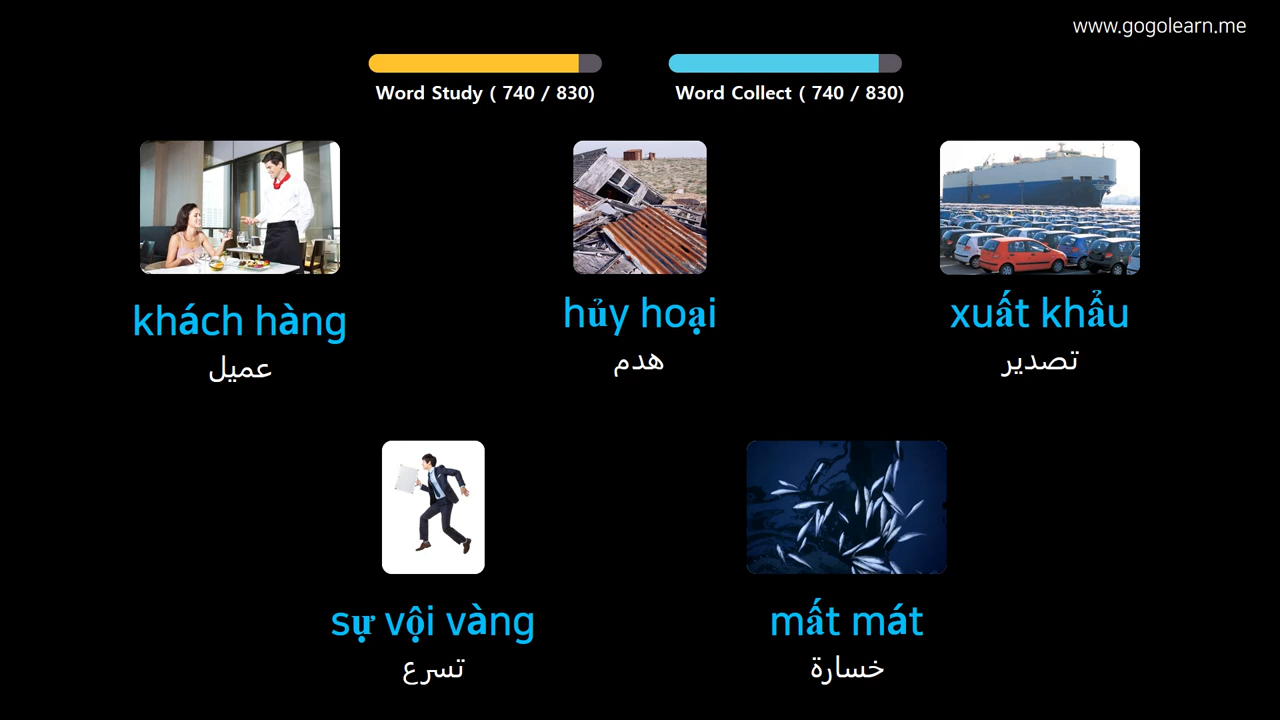 www.gogolearn.me
Word Study ( 740 / 830)
Word Collect ( 740 / 830)
khách hàng
عميل
hủy hoại
هدم
xuất khẩu
تصدير
sự vội vàng
تسرع
mất mát
خسارة